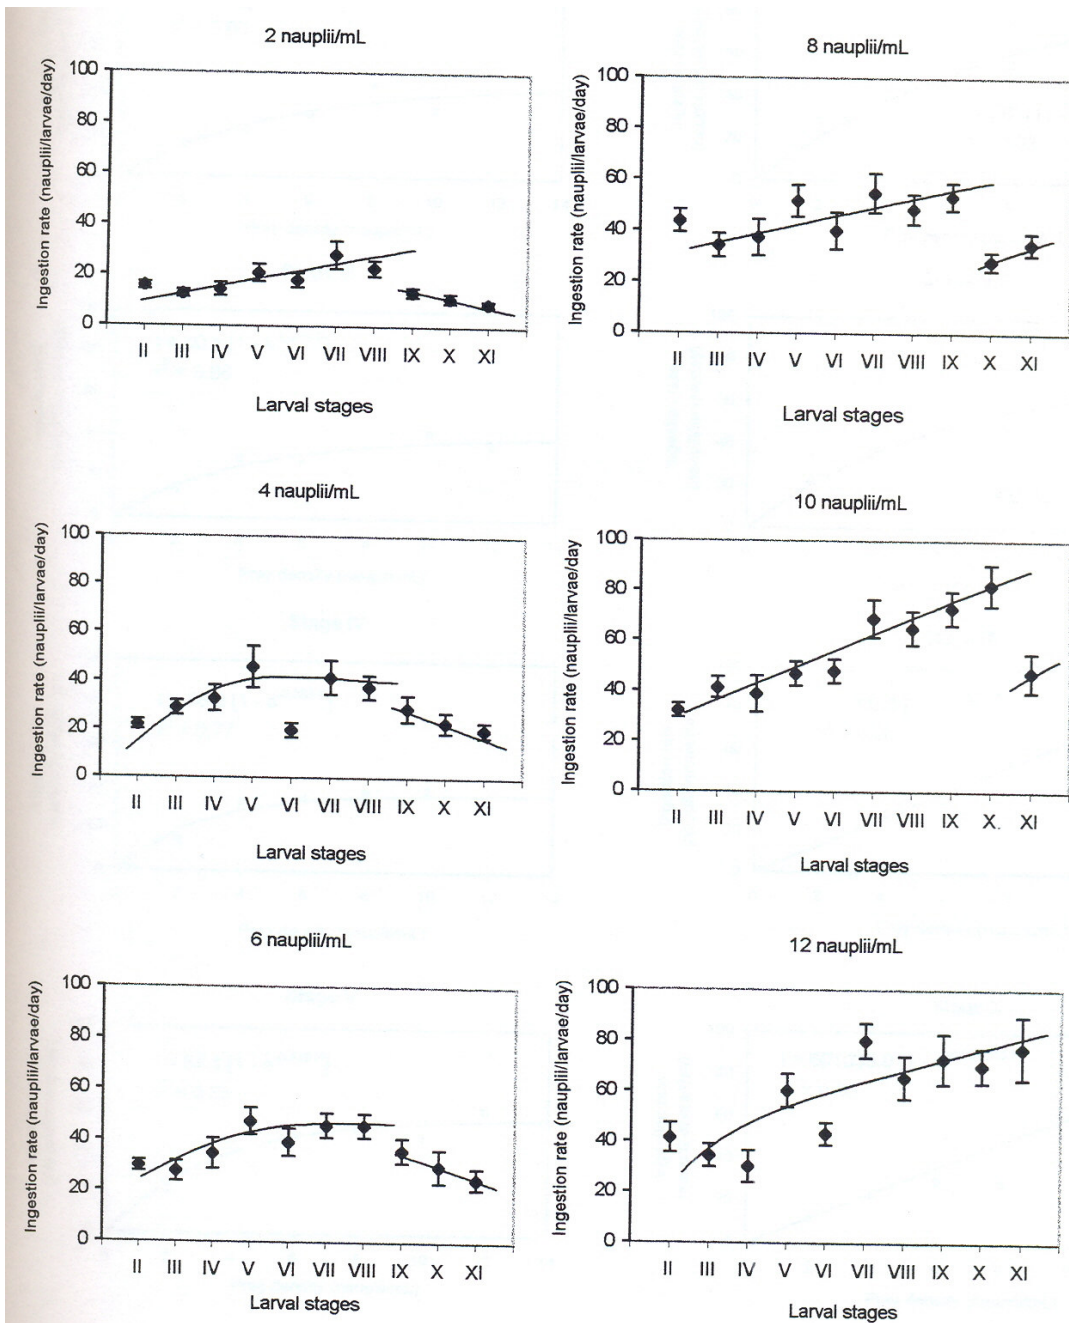 2 nauplii/mL
Ingestion rate (nauplii/larvae/day)
100
80
60
40
20
0
II III IV V VI VII VIII IX X XI
Larval stages
8 nauplii/mL
Ingestion rate (nauplii/larvae/day)
100
80
60
40
20
0
II III IV V VI VII VIII IX X XI
Larval stages
4 nauplii/mL
Ingestion rate (nauplii/larvae/day)
100
80
60
40
20
0
II III IV V VI VII VIII IX X XI
Larval stages
10 nauplii/mL
Ingestion rate (nauplii/larvae/day
100
80
60
40
20
0
II III IV V VI VII VIII IX X. XI
Larval stages
6 nauplii/mL
Ingestion rate (nauplii/larvae/day)
100
80
60
40
20
0
II III IV V VI VII VIII IX X XI
Larval stages
12 nauplii/mL
Ingestion rate (nauplii/larvae/day)
100
80
60
40
20
0
II III IV V VI VII VIII IX X XI
Larval stages